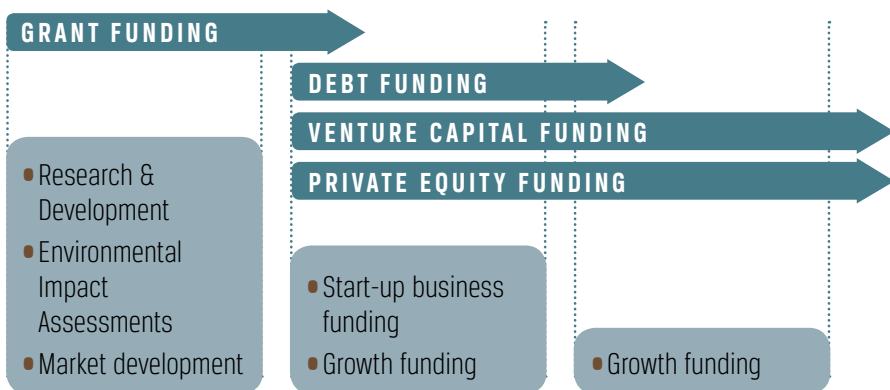 GRANT FUNDING
DEBT FUNDING
VENTURE CAPITAL FUNDING
PRIVATE EQUITY FUNDING
Research &
Development
Environmental
Impact
Assessments
Market development
Start-up business
funding
Growth funding
Growth funding